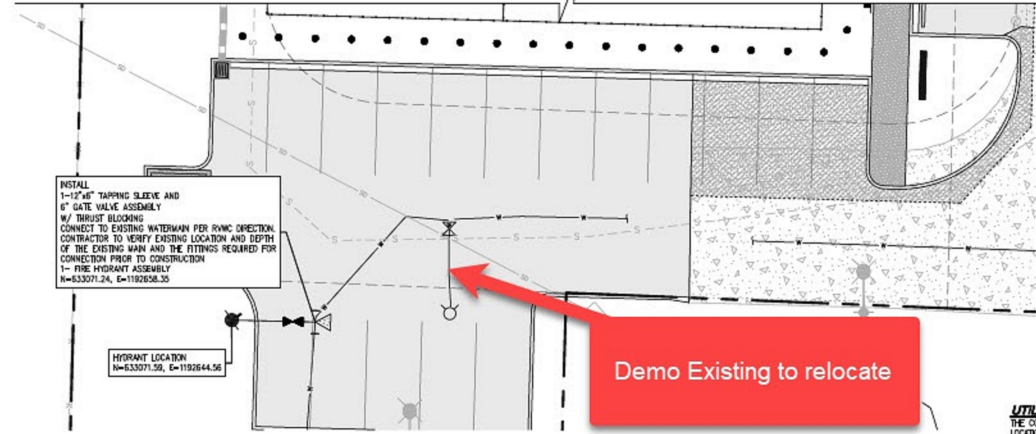 INSTALL
1-12"x6" TAPPING SLEEVE AND
6" GATE VALVE ASSEMBLY
W/ THRUST BLOCKING
CONNECT TO EXISTING WATERMAIN PER RVWC DIRECTION.
CONTRACTOR TO VERIFY EXISTING LOCATION AND DEPTH
OF THE EXISTING MAIN AND THE FITTINGS REQUIRED FOR
CONNECTION PRIOR TO CONSTRUCTION
1- FIRE HYDRANT ASSEMBLY
N=633071.24, E=1192658.35
HYDRANT LOCATION
N=633071.59, E=1192644.56
Demo Existing to relocate
THE